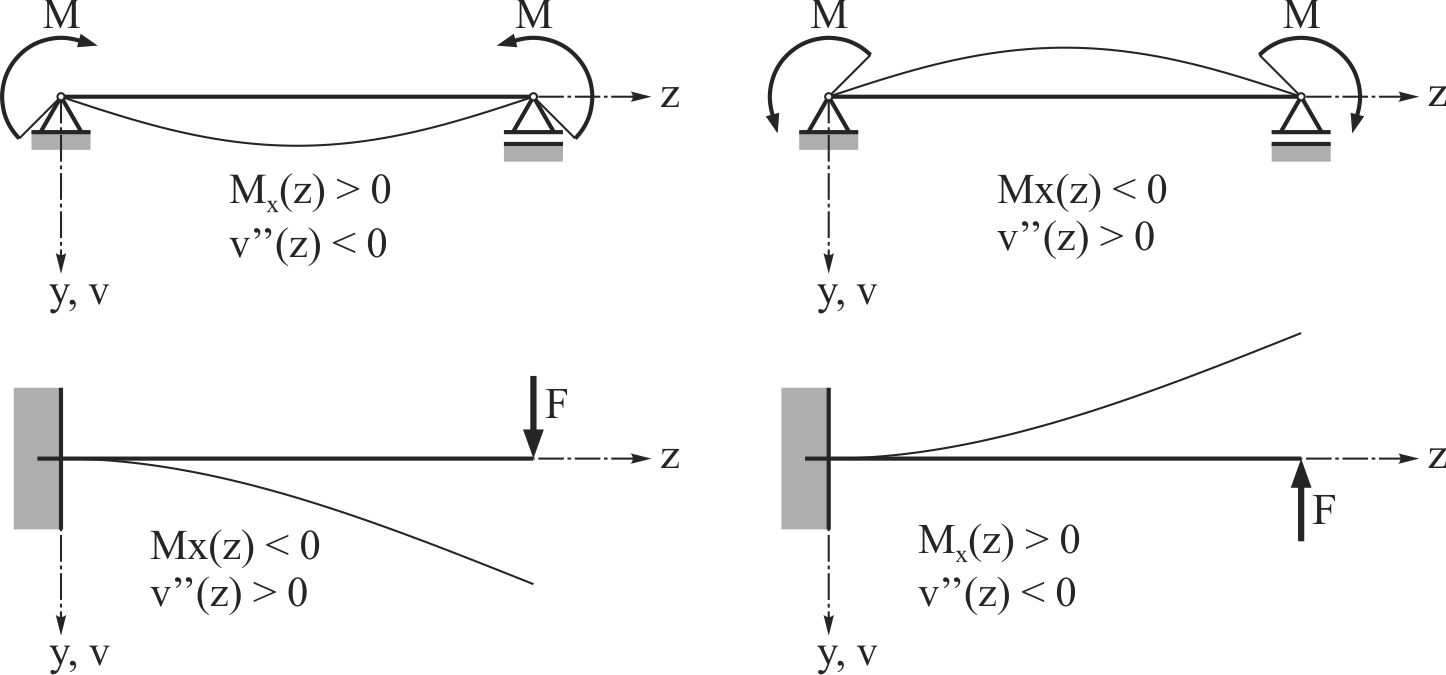 M
M
z
Mₓ(z) > 0
v”(z) < 0
y, v
M
M
z
Mx(z) < 0
v”(z) > 0
y, v
F
z
Mx(z) < 0
v”(z) > 0
y, v
z
F
Mₓ(z) > 0
v”(z) < 0
y, v